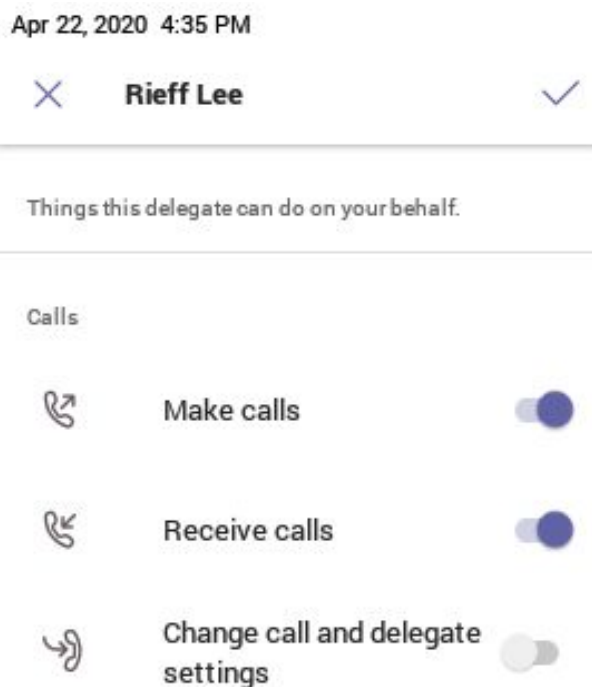 Apr 22, 2020 4:35 PM
Rieff Lee
Things this delegate can do on your behalf.
Calls
Make calls
Receive calls
Change call and delegate
settings